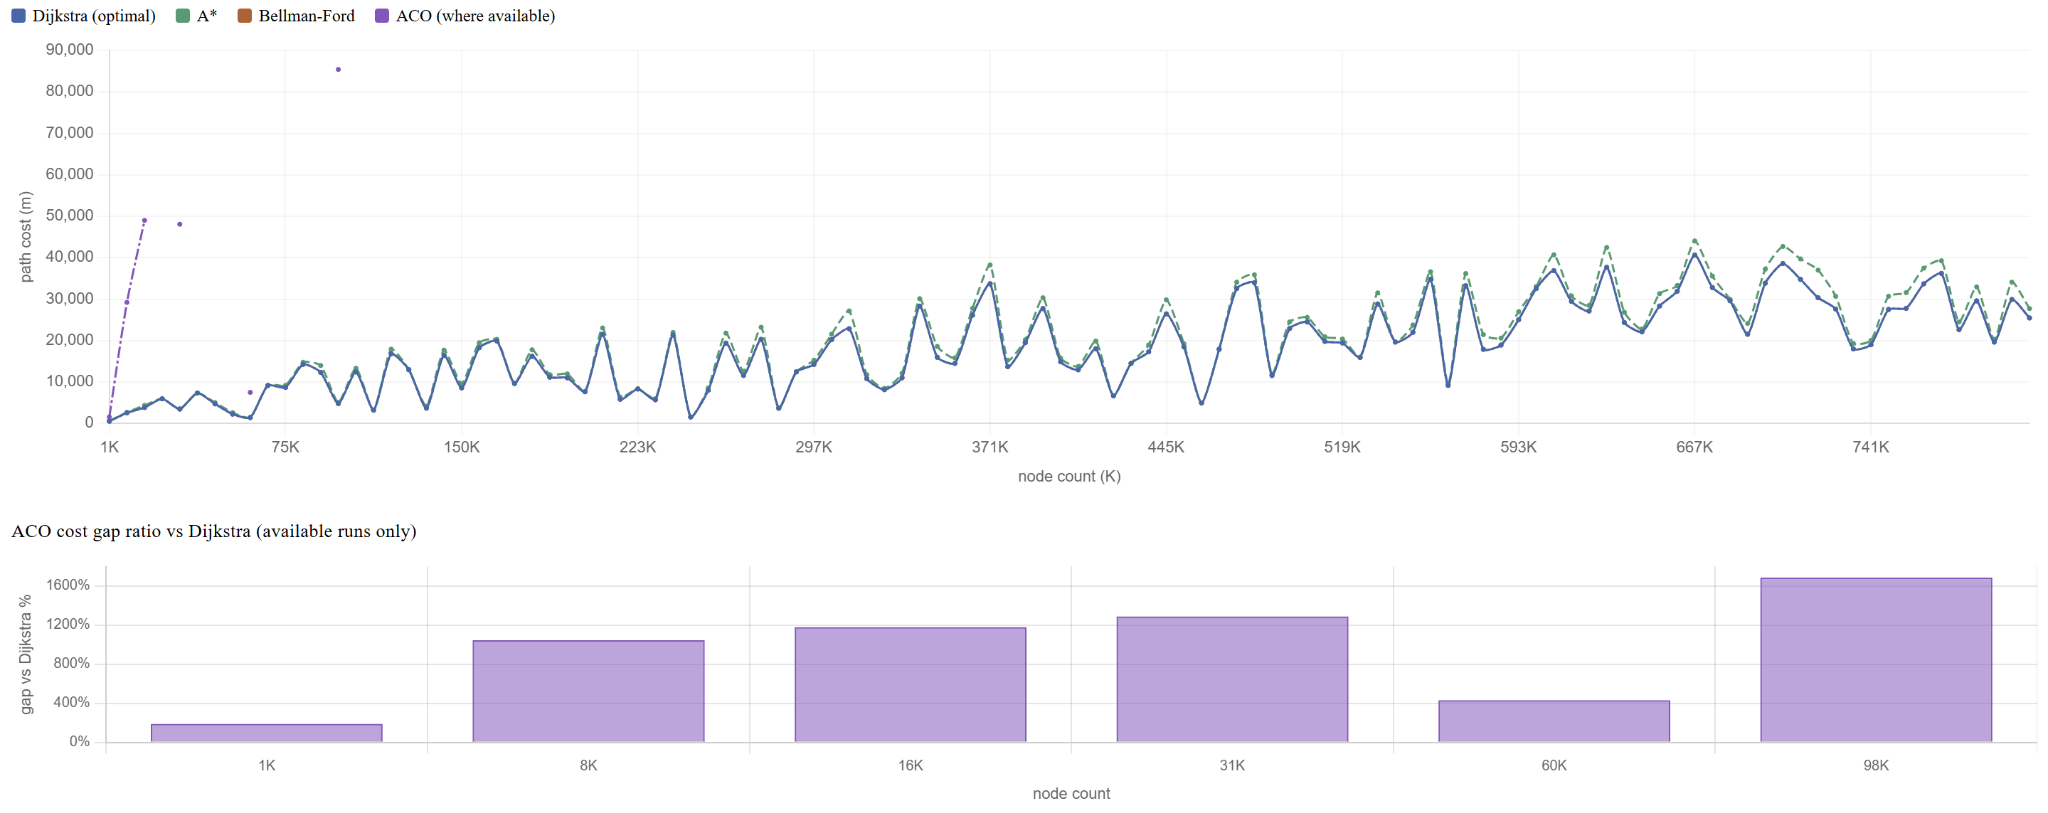 Dijkstra (optimal) A* Bellman-Ford ACO (where available)
90,000
80,000
70,000
60,000
50,000
40,000
30,000
20,000
10,000
0
path cost (m)
1K 75K 150K 223K 297K 371K 445K 519K 593K 667K 741K
node count (K)
ACO cost gap ratio vs Dijkstra (available runs only)
1600%
1200%
800%
400%
0%
gap vs Dijkstra %
1K 8K 16K 31K 60K 98K
node count